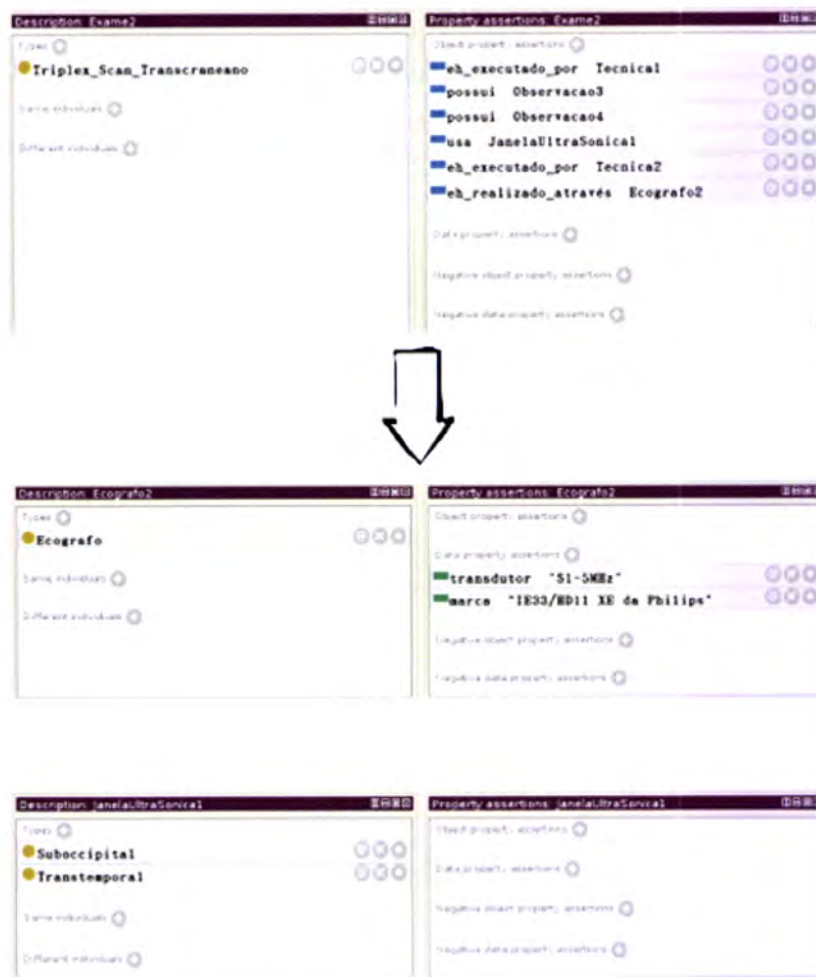 Description: Exame2
Types
Triplex_Scan_Transcraneano
Same individuals
Different individuals
Property assertions: Exame2
Object property assertions
eh_executado_por Tecnica1
possui Observacao3
possui Observacao4
usa JanelaUltraSonica1
eh_executado_por Tecnica2
eh_realizado_através Ecografo2
Data property assertions
Negative object property assertions
Negative data property assertions
Description: Ecografo2
Types
Ecografo
Same individuals
Different individuals
Property assertions: Ecografo2
Object property assertions
Data property assertions
transdutor "S1-5MHz"
marca "IE33/HD11 XE da Philips"
Negative object property assertions
Negative data property assertions
Description: JanelaUltraSonica1
Types
Suboccipital
Transtemporal
Same individuals
Different individuals
Property assertions: JanelaUltraSonica1
Object property assertions
Data property assertions
Negative object property assertions
Negative data property assertions